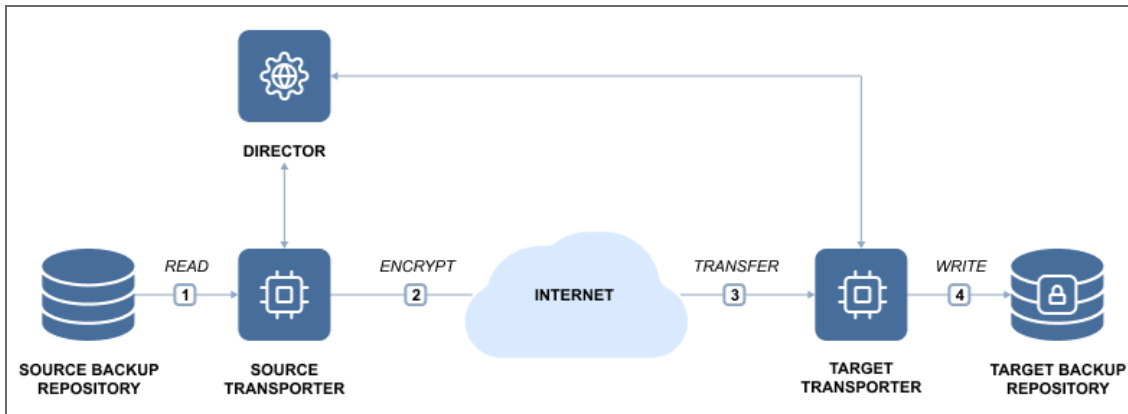 DIRECTOR
READ
1
ENCRYPT
2
INTERNET
TRANSFER
3
WRITE
4
SOURCE BACKUP
REPOSITORY
SOURCE
TRANSPORTER
TARGET
TRANSPORTER
TARGET BACKUP
REPOSITORY